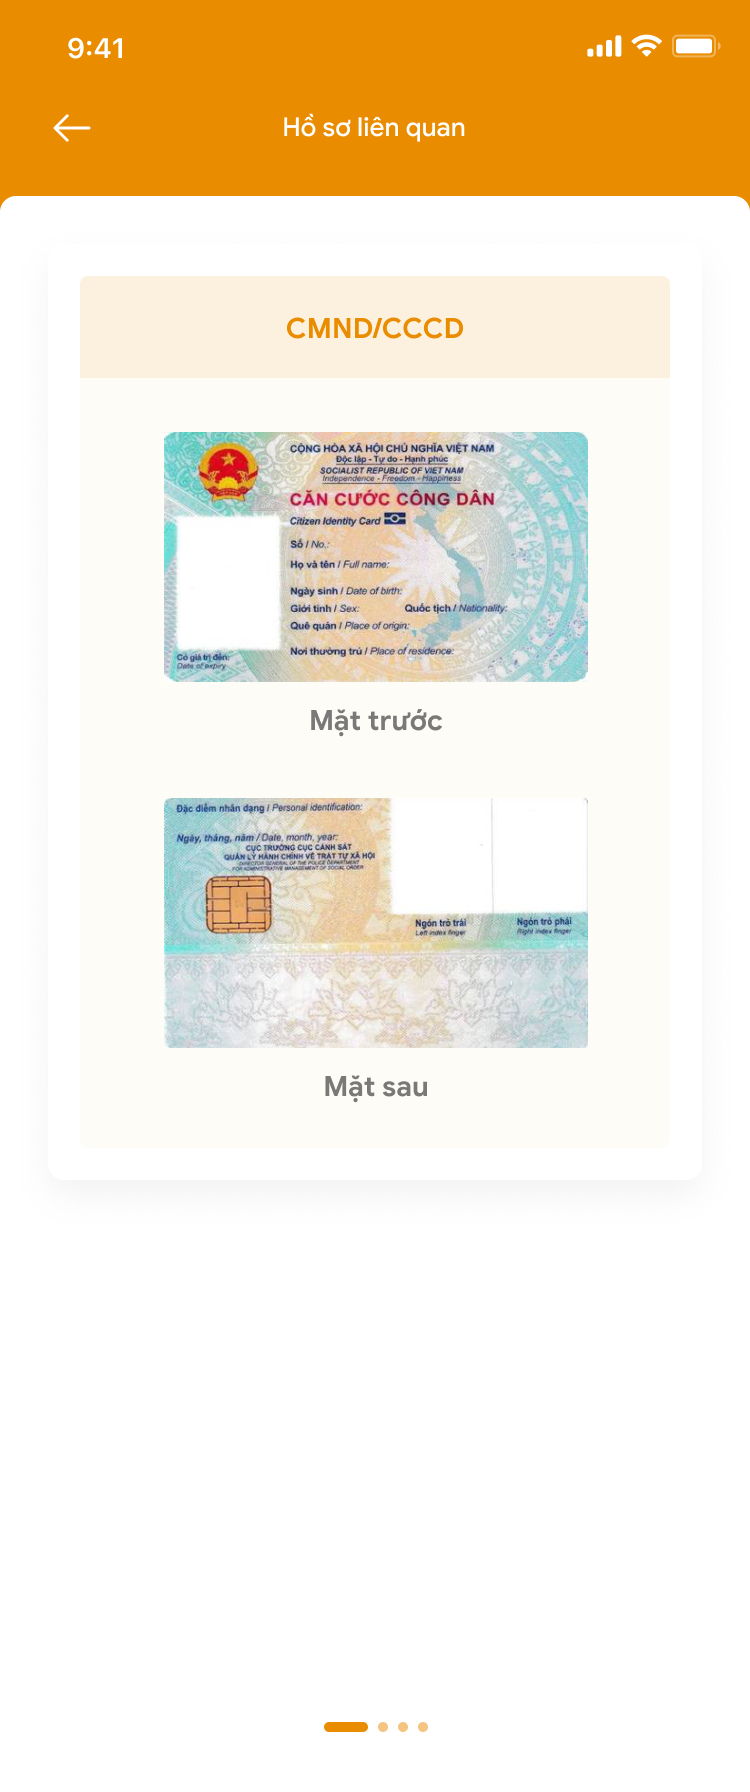 9:41
Hồ sơ liên quan
CMND/CCCD
CỘNG HÒA XÃ HỘI CHỦ NGHĨA VIỆT NAM
Độc lập - Tự do - Hạnh phúc
SOCIALIST REPUBLIC OF VIET NAM
Independence - Freedom - Happiness
CĂN CƯỚC CÔNG DÂN
Citizen Identity Card
Số / No.:
Họ và tên / Full name:
Ngày sinh / Date of birth:
Giới tính / Sex: Quốc tịch / Nationality:
Quê quán / Place of origin:
Nơi thường trú / Place of residence:
Có giá trị đến:
Date of expiry
Mặt trước
Đặc điểm nhân dạng / Personal identification:
Ngày, tháng, năm / Date, month, year:
CỤC TRƯỞNG CỤC CẢNH SÁT
QUẢN LÝ HÀNH CHÍNH VỀ TRẬT TỰ XÃ HỘI
DIRECTOR GENERAL OF THE POLICE DEPARTMENT
FOR ADMINISTRATIVE MANAGEMENT OF SOCIAL ORDER
Ngón trỏ trái
Left index finger
Ngón trỏ phải
Right index finger
Mặt sau